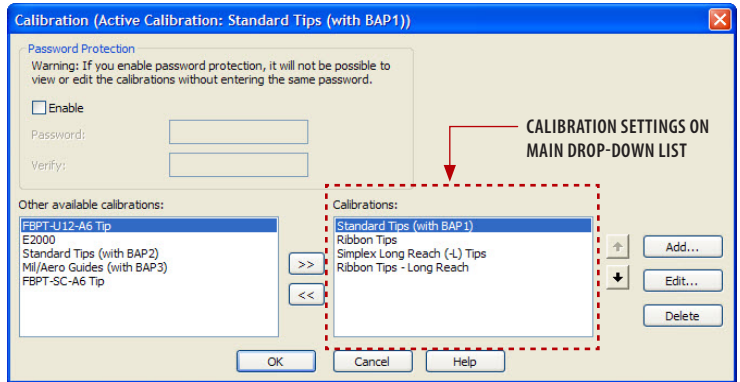 Calibration (Active Calibration: Standard Tips (with BAP1))
Password Protection
Warning: If you enable password protection, it will not be possible to
view or edit the calibrations without entering the same password.
Enable
Password:
Verify:
CALIBRATION SETTINGS ON
MAIN DROP-DOWN LIST
Other available calibrations:
FBPT-U12-A6 Tip
E2000
Standard Tips (with BAP2)
Mil/Aero Guides (with BAP3)
FBPT-SC-A6 Tip
>>
<<
Calibrations:
Standard Tips (with BAP1)
Ribbon Tips
Simplex Long Reach (-L) Tips
Ribbon Tips - Long Reach
Add...
Edit...
Delete
OK
Cancel
Help